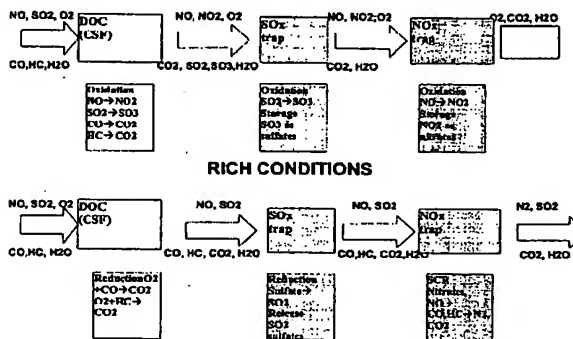 NO, SO2, O2
DOC
(CSF)
NO, NO2, O2
SOx
trap
NO, NO2,O2
NOx
trap
O2,CO2, H2O
CO,HC, H2O
CO2, SO2,SO3,H2O
CO2, H2O
Oxidation
NO→NO2
SO2→SO3
CO→CO2
HC→CO2
Oxidation
SO2→SO3
Storage
SO3 as
sulfates
Oxidation
NO→NO2
Storage
NO2 as
nitrates
RICH CONDITIONS
NO, SO2, O2
DOC
(CSF)
NO, SO2
SOx
trap
NO, SO2
NOx
trap
N2, SO2
CO,HC, H2O
CO, HC, CO2, H2O
CO,HC, CO2,H2O
CO2, H2O
Reduction O2
+CO→CO2
O2+HC→
CO2
Reduction
Sulfate→
SO2
Release
SO2
sulfates
SCR
Nitrates,
NO→
CO,HC→N2,
CO2